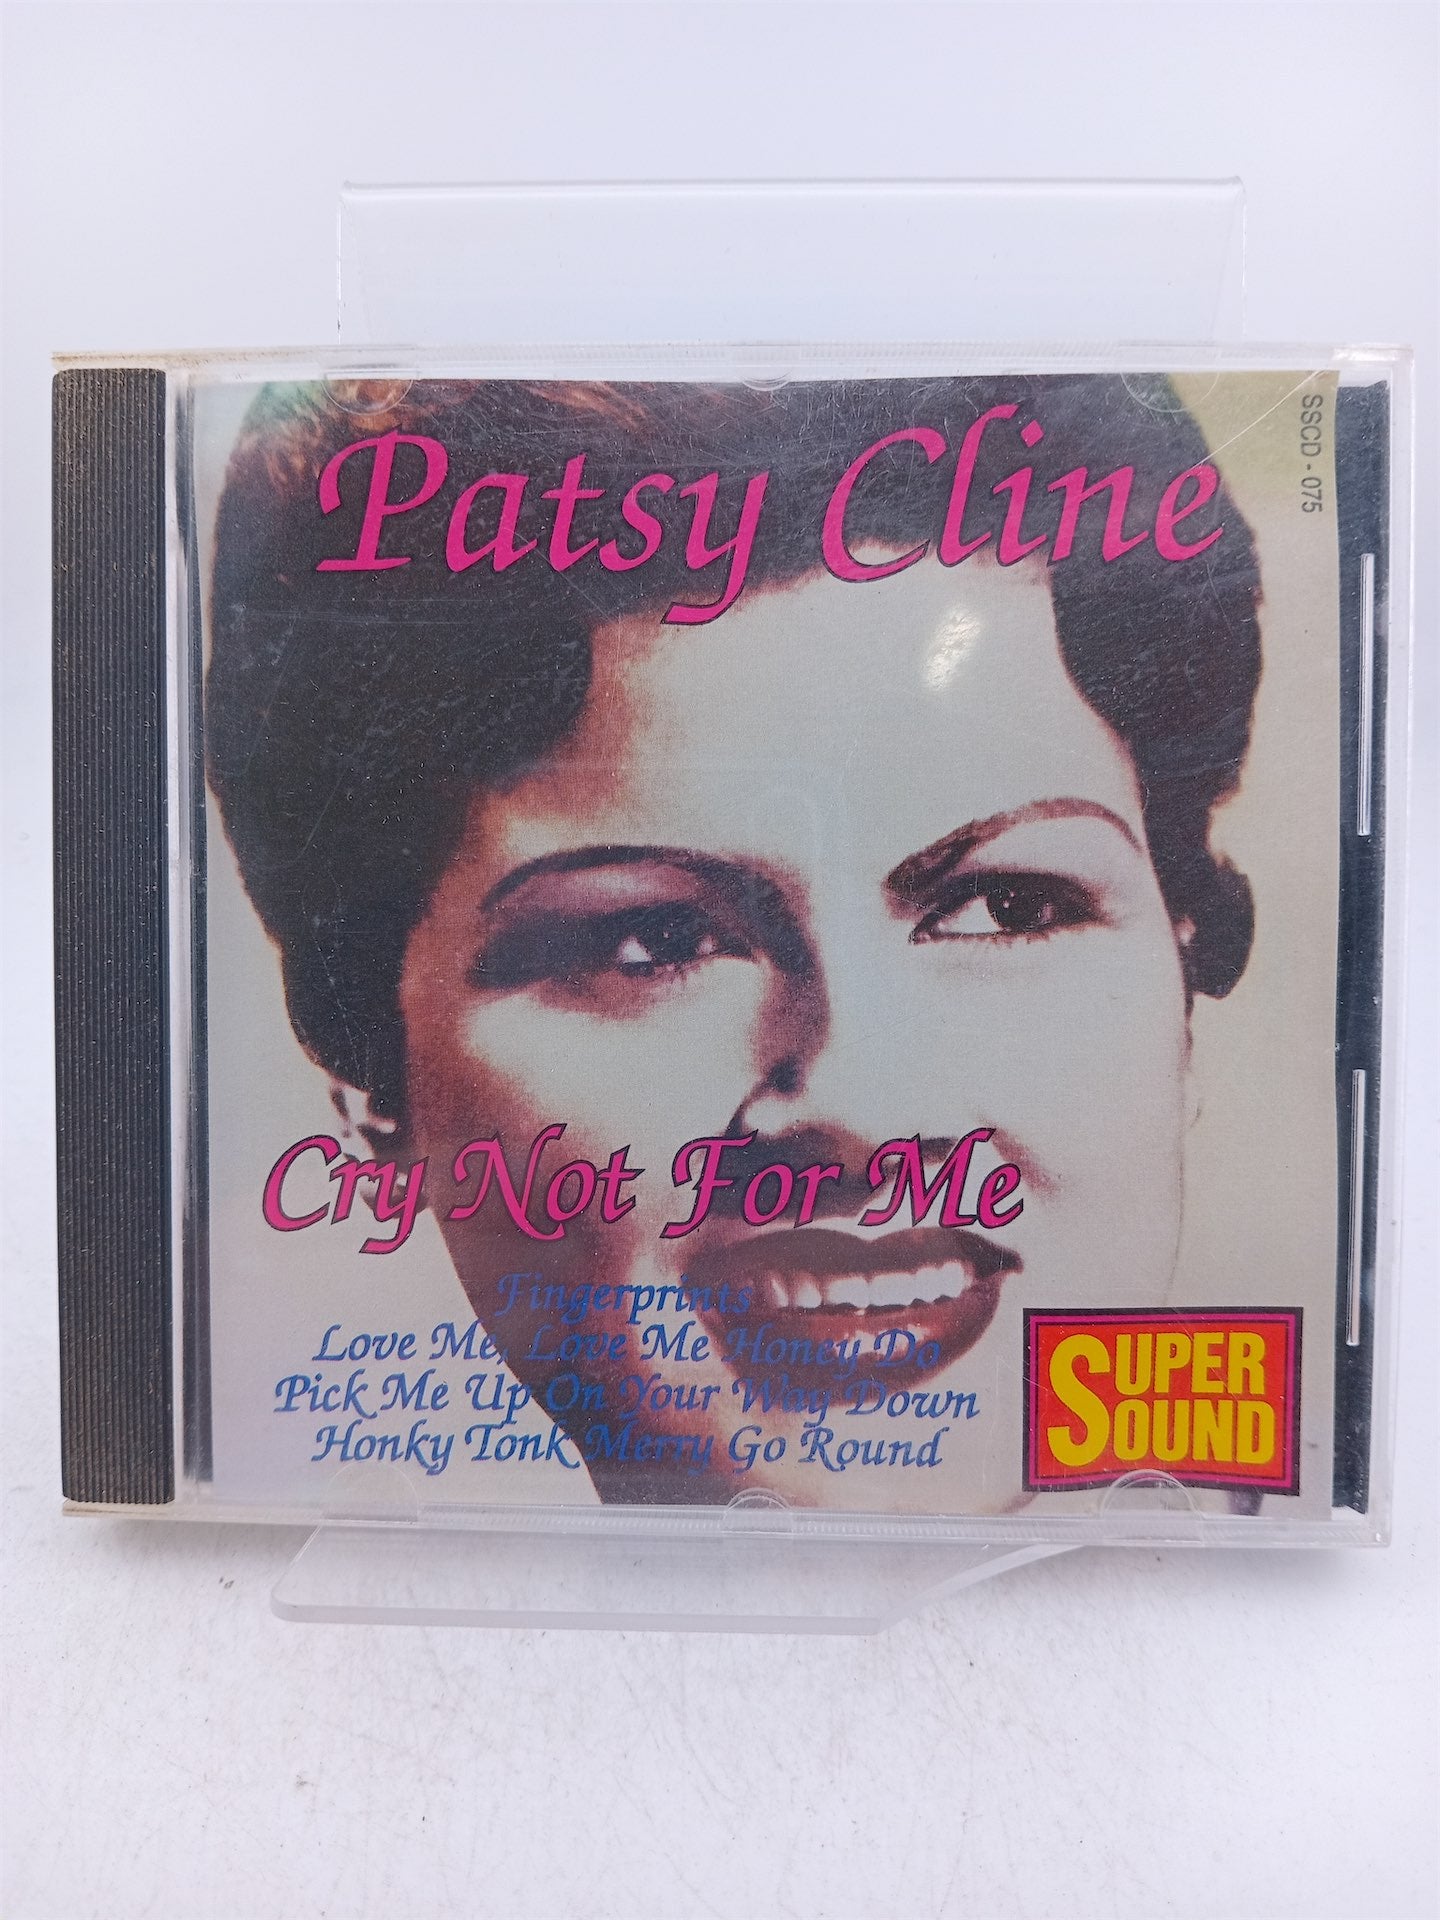 Patsy Cline
SSCD - 075
Cry Not For Me
Fingerprints
Love Me, Love Me Honey Do
Pick Me Up On Your Way Down
Honky Tonk Merry Go Round
SUPER
SOUND